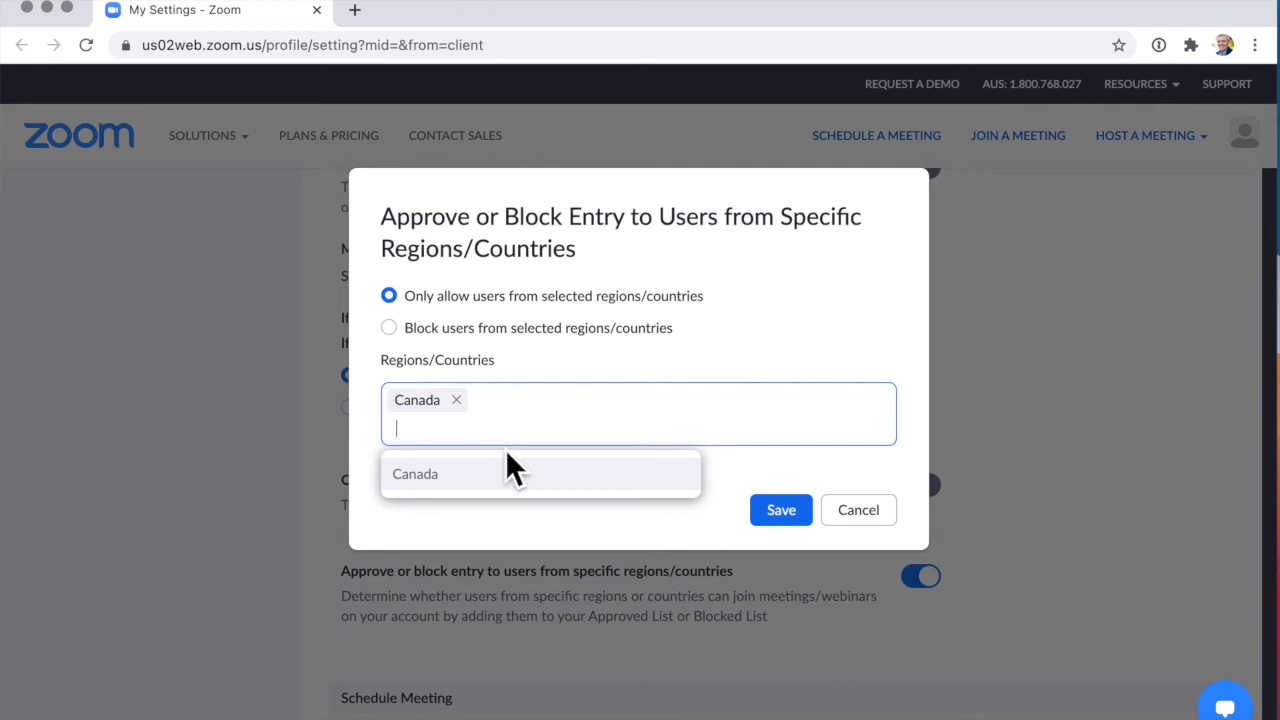 My Settings - Zoom
us02web.zoom.us/profile/setting?mid=&from=client
REQUEST A DEMO AUS: 1.800.768.027 RESOURCES SUPPORT
zoom SOLUTIONS PLANS & PRICING CONTACT SALES SCHEDULE A MEETING JOIN A MEETING HOST A MEETING
Approve or Block Entry to Users from Specific
Regions/Countries
Only allow users from selected regions/countries
Block users from selected regions/countries
Regions/Countries
Canada
Canada
Save Cancel
Approve or block entry to users from specific regions/countries
Determine whether users from specific regions or countries can join meetings/webinars
on your account by adding them to your Approved List or Blocked List
Schedule Meeting